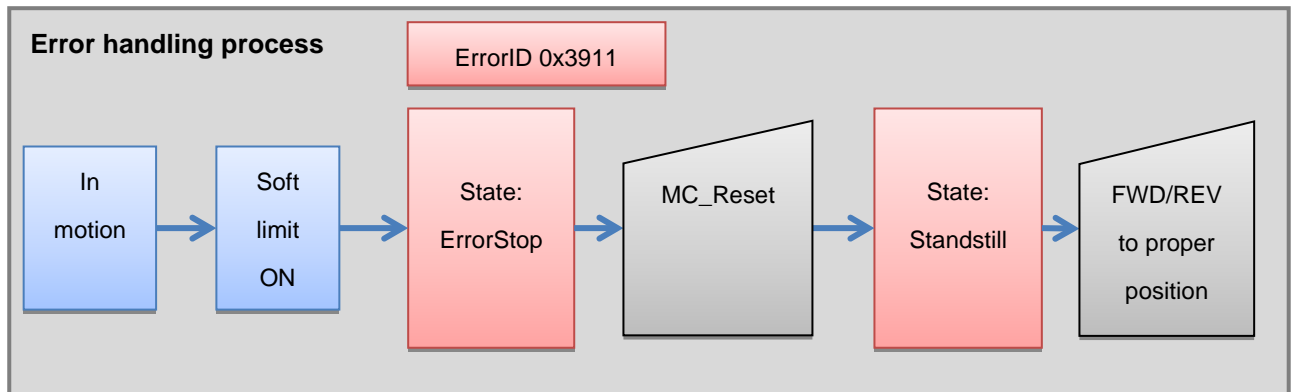 Error handling process
ErrorID 0x3911
In
motion
Soft
limit
ON
State:
ErrorStop
MC_Reset
State:
Standstill
FWD/REV
to proper
position